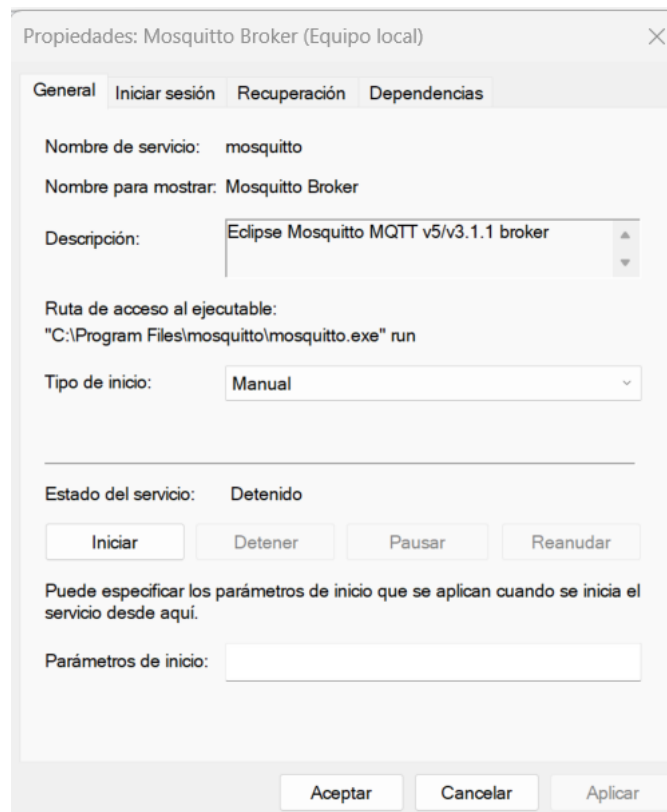 Propiedades: Mosquitto Broker (Equipo local)
General Iniciar sesión Recuperación Dependencias
Nombre de servicio: mosquitto
Nombre para mostrar: Mosquitto Broker
Descripción: Eclipse Mosquitto MQTT v5/v3.1.1 broker
Ruta de acceso al ejecutable:
"C:\Program Files\mosquitto\mosquitto.exe" run
Tipo de inicio: Manual
Estado del servicio: Detenido
Iniciar Detener Pausar Reanudar
Puede especificar los parámetros de inicio que se aplican cuando se inicia el
servicio desde aquí.
Parámetros de inicio:
Aceptar Cancelar Aplicar